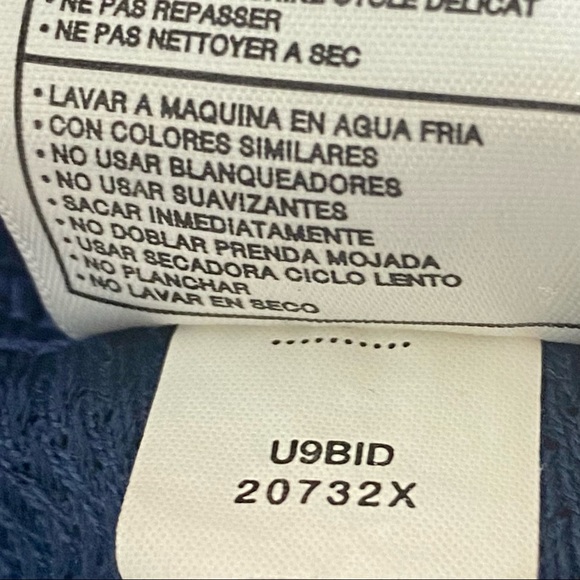 CYCLE DELICAT
• NE PAS REPASSER
• NE PAS NETTOYER A SEC
• LAVAR A MAQUINA EN AGUA FRIA
• CON COLORES SIMILARES
• NO USAR BLANQUEADORES
• NO USAR SUAVIZANTES
• SACAR INMEDIATAMENTE
• NO DOBLAR PRENDA MOJADA
• USAR SECADORA CICLO LENTO
• NO PLANCHAR
• NO LAVAR EN SECO
U9BID
20732X